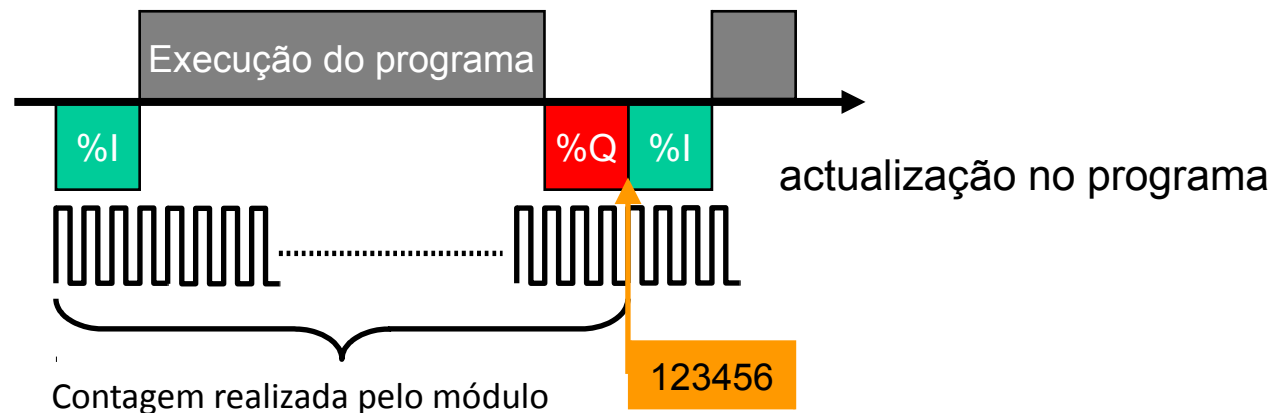 Execução do programa
%I
%Q
%I
actualização no programa
123456
Contagem realizada pelo módulo